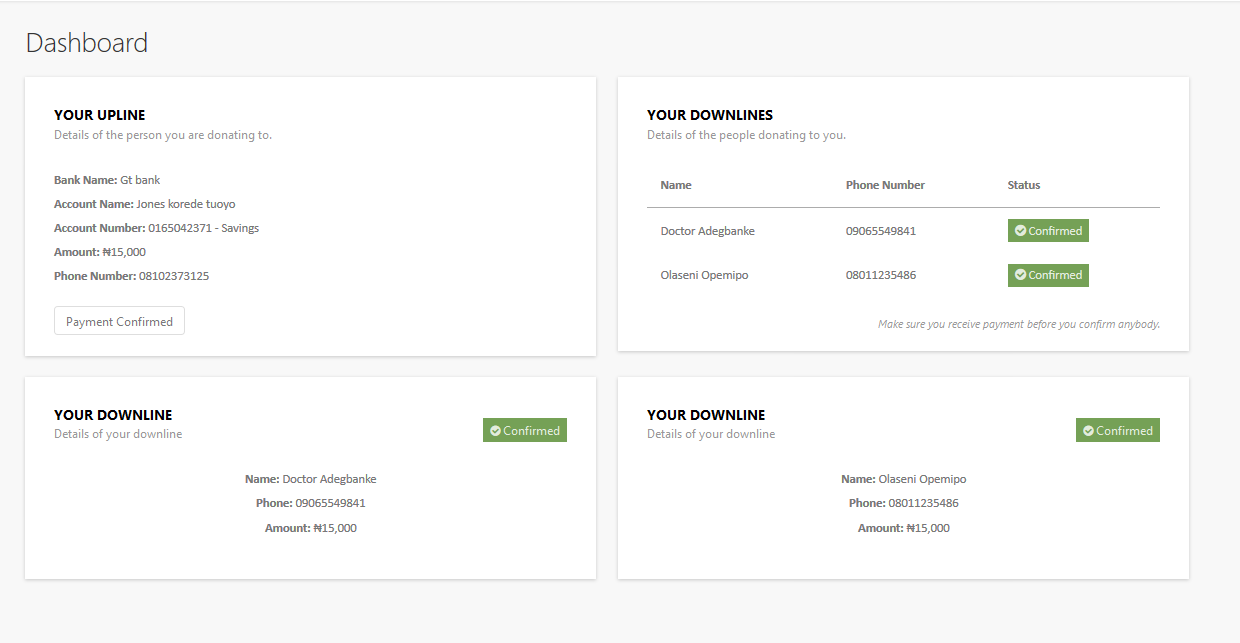 Dashboard
YOUR UPLINE
Details of the person you are donating to.
Bank Name: Gt bank
Account Name: Jones korede tuoyo
Account Number: 0165042371 - Savings
Amount: ₦15,000
Phone Number: 08102373125
Payment Confirmed
YOUR DOWNLINES
Details of the people donating to you.
Name Phone Number Status
Doctor Adegbanke 09065549841 Confirmed
Olaseni Opemipo 08011235486 Confirmed
Make sure you receive payment before you confirm anybody.
YOUR DOWNLINE
Details of your downline
Confirmed
Name: Doctor Adegbanke
Phone: 09065549841
Amount: ₦15,000
YOUR DOWNLINE
Details of your downline
Confirmed
Name: Olaseni Opemipo
Phone: 08011235486
Amount: ₦15,000